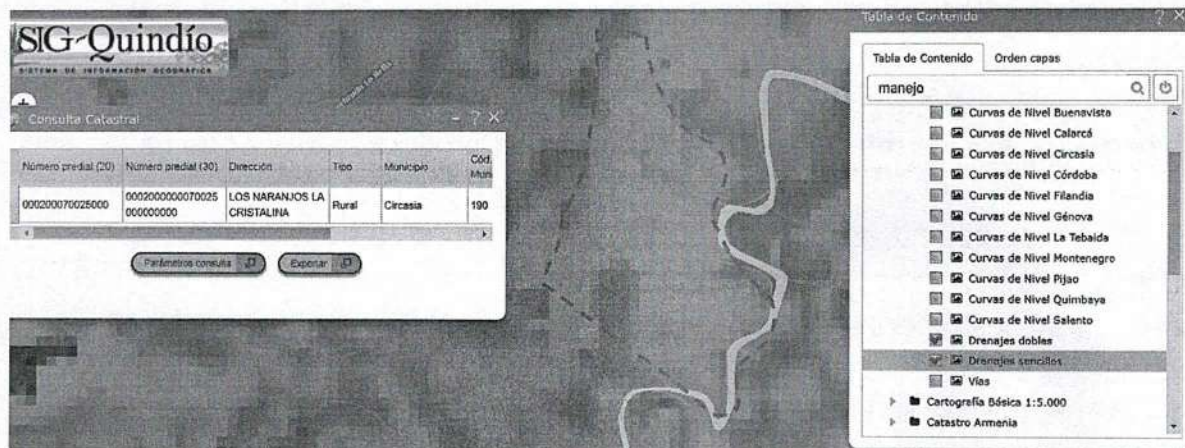 SIG-Quindío
SISTEMA DE INFORMACIÓN GEOGRÁFICA
Consulta Catastral
Número predial (20) Número predial (30) Dirección Tipo Municipio Cód. Muni
000200070025000 0002000000070025 000000000 LOS NARANJOS LA CRISTALINA Rural Circasia 190
Parámetros consulta Exportar
Tabla de Contenido
Tabla de Contenido Orden capas
manejo
Curvas de Nivel Buenavista
Curvas de Nivel Calarcá
Curvas de Nivel Circasia
Curvas de Nivel Córdoba
Curvas de Nivel Filandia
Curvas de Nivel Génova
Curvas de Nivel La Tebaida
Curvas de Nivel Montenegro
Curvas de Nivel Pijao
Curvas de Nivel Quimbaya
Curvas de Nivel Salento
Drenajes dobles
Drenajes sencillos
Vías
Cartografía Básica 1:5.000
Catastro Armenia